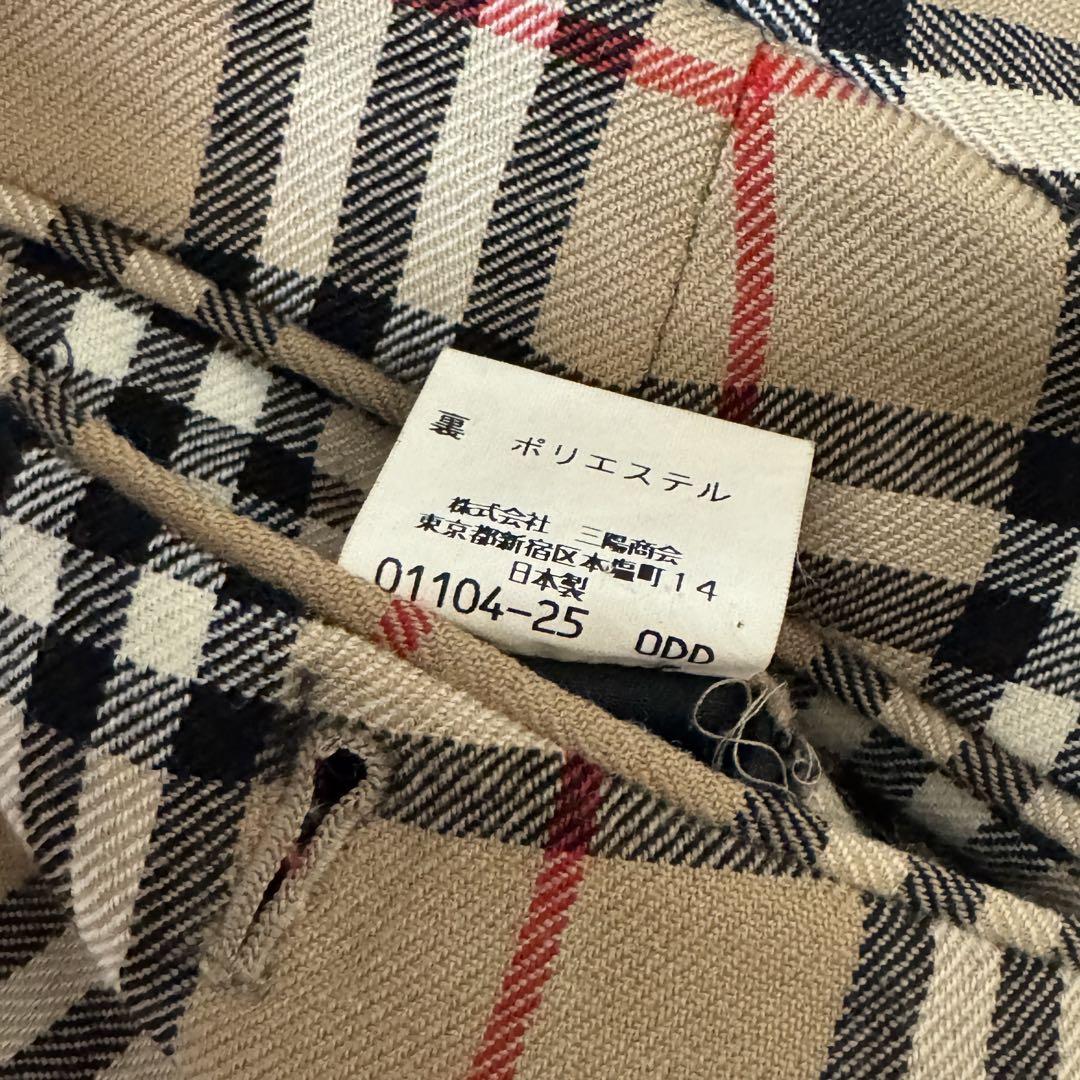 裏 ポリエステル
株式会社 三陽商会
東京都新宿区本塩町14
日本製
01104-25 ODD